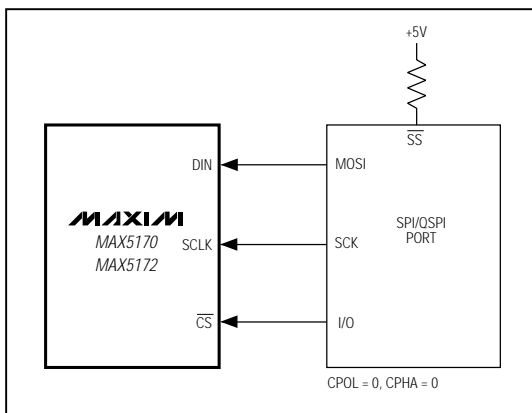 +5V
SS
DIN
MOSI
MAXIM
MAX5170
MAX5172
SPI/QSPI
PORT
SCLK
SCK
CS
I/O
CPOL = 0, CPHA = 0